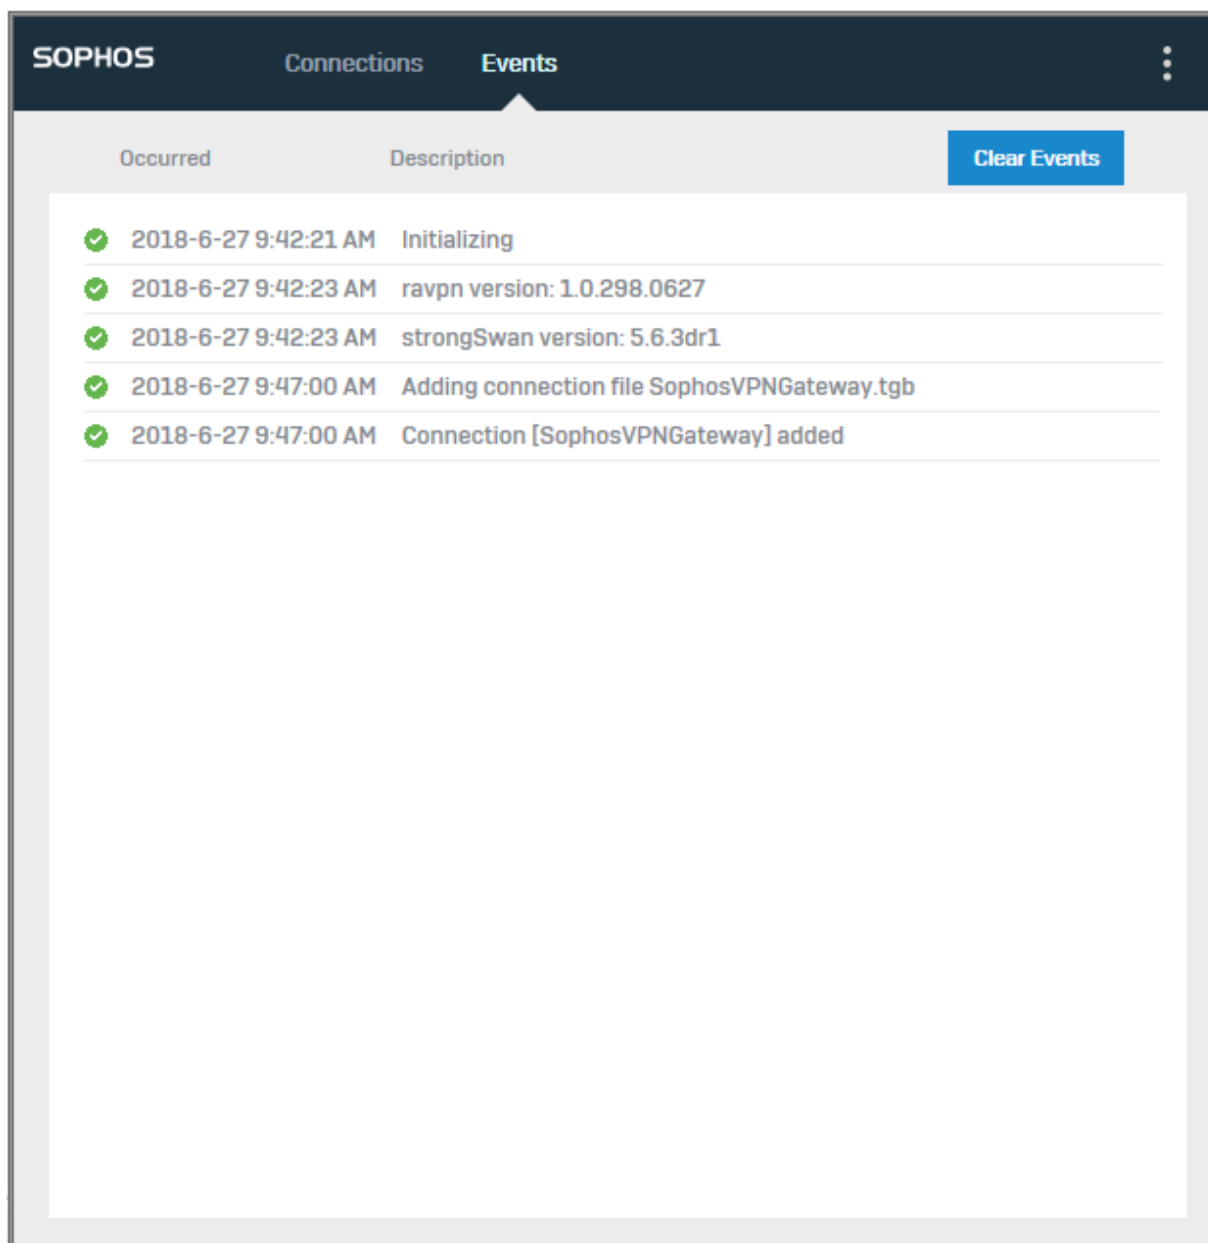 SOPHOS Connections Events
Occurred Description Clear Events
2018-6-27 9:42:21 AM Initializing
2018-6-27 9:42:23 AM ravpn version: 1.0.298.0627
2018-6-27 9:42:23 AM strongSwan version: 5.6.3dr1
2018-6-27 9:47:00 AM Adding connection file SophosVPNGateway.tgb
2018-6-27 9:47:00 AM Connection [SophosVPNGateway] added